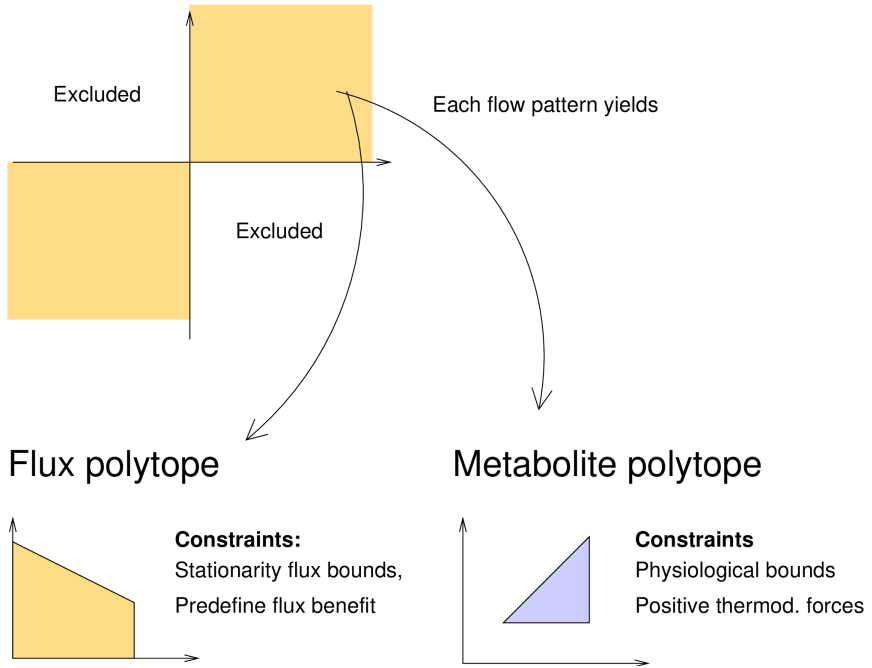 Excluded
Each flow pattern yields
Excluded
Flux polytope
Metabolite polytope
Constraints:
Stationarity flux bounds,
Predefine flux benefit
Constraints
Physiological bounds
Positive thermod. forces